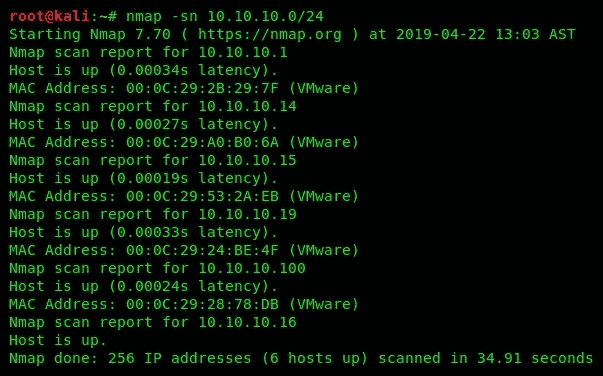 root@kali:~# nmap -sn 10.10.10.0/24
Starting Nmap 7.70 ( https://nmap.org ) at 2019-04-22 13:03 AST
Nmap scan report for 10.10.10.1
Host is up (0.00034s latency).
MAC Address: 00:0C:29:2B:29:7F (VMware)
Nmap scan report for 10.10.10.14
Host is up (0.00027s latency).
MAC Address: 00:0C:29:A0:B0:6A (VMware)
Nmap scan report for 10.10.10.15
Host is up (0.00019s latency).
MAC Address: 00:0C:29:53:2A:EB (VMware)
Nmap scan report for 10.10.10.19
Host is up (0.00033s latency).
MAC Address: 00:0C:29:24:BE:4F (VMware)
Nmap scan report for 10.10.10.100
Host is up (0.00024s latency).
MAC Address: 00:0C:29:28:78:DB (VMware)
Nmap scan report for 10.10.10.16
Host is up.
Nmap done: 256 IP addresses (6 hosts up) scanned in 34.91 seconds